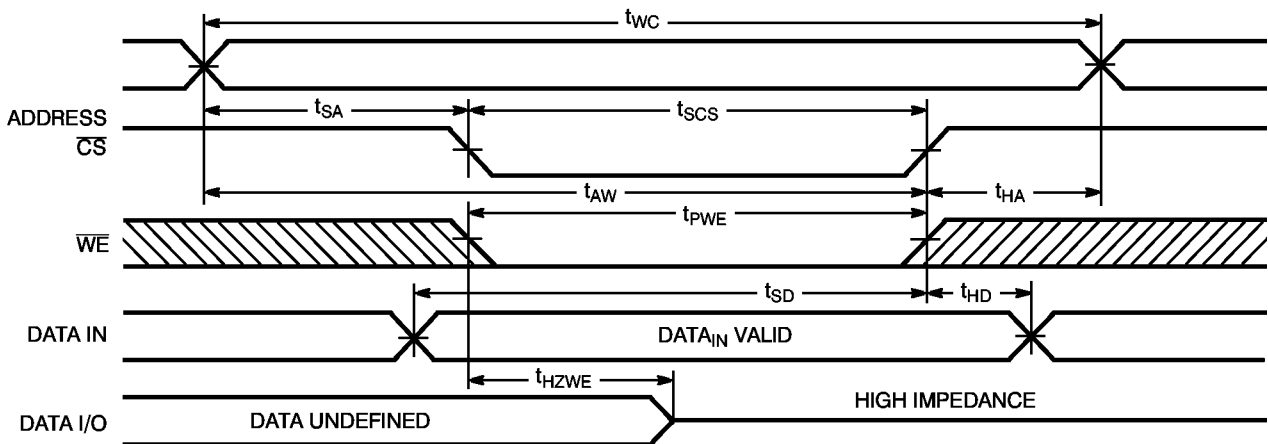 tWC
tSA tSCS
ADDRESS
CS
tAW tHA
tPWE
WE
tSD tHD
DATA IN DATAIN VALID
tHZWE
HIGH IMPEDANCE
DATA I/O DATA UNDEFINED